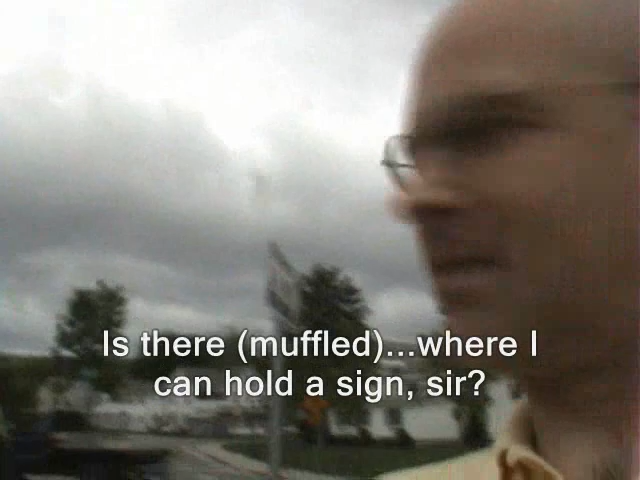 Is there (muffled)...where I
can hold a sign, sir?